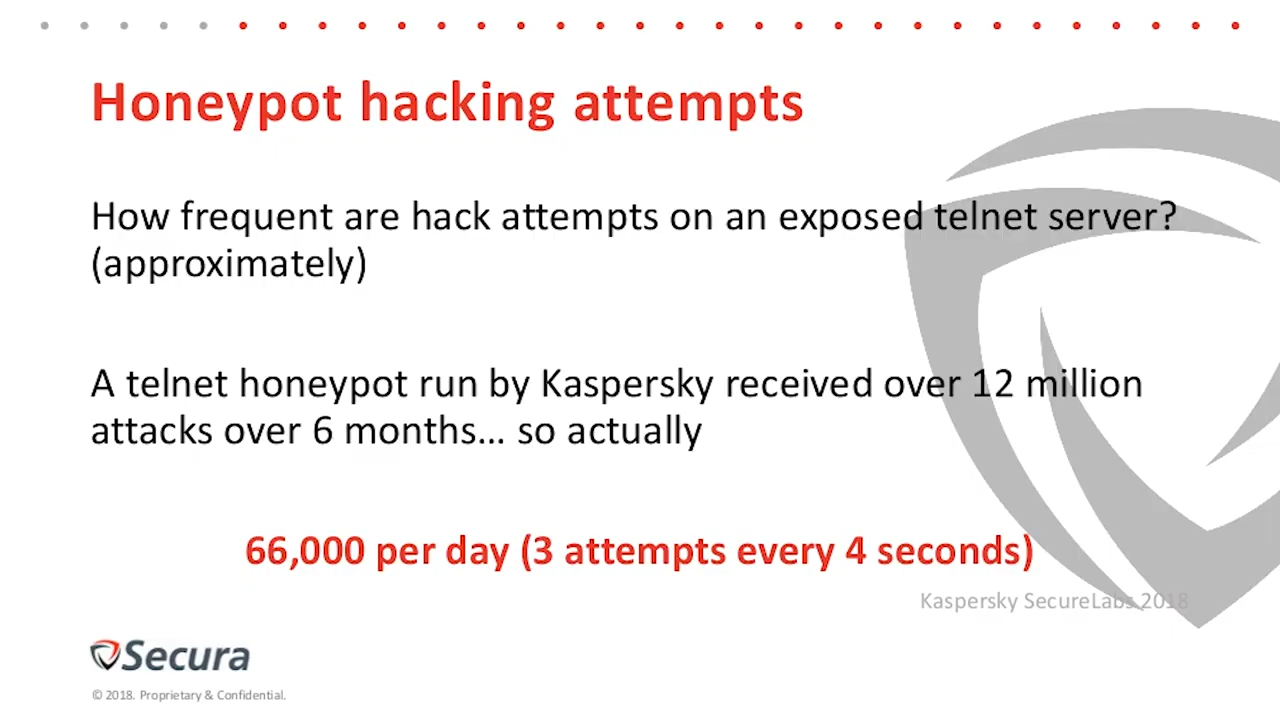 Honeypot hacking attempts
How frequent are hack attempts on an exposed telnet server?
(approximately)
A telnet honeypot run by Kaspersky received over 12 million
attacks over 6 months... so actually
66,000 per day (3 attempts every 4 seconds)
Kaspersky SecureLabs 2018
Secura
© 2018. Proprietary & Confidential.